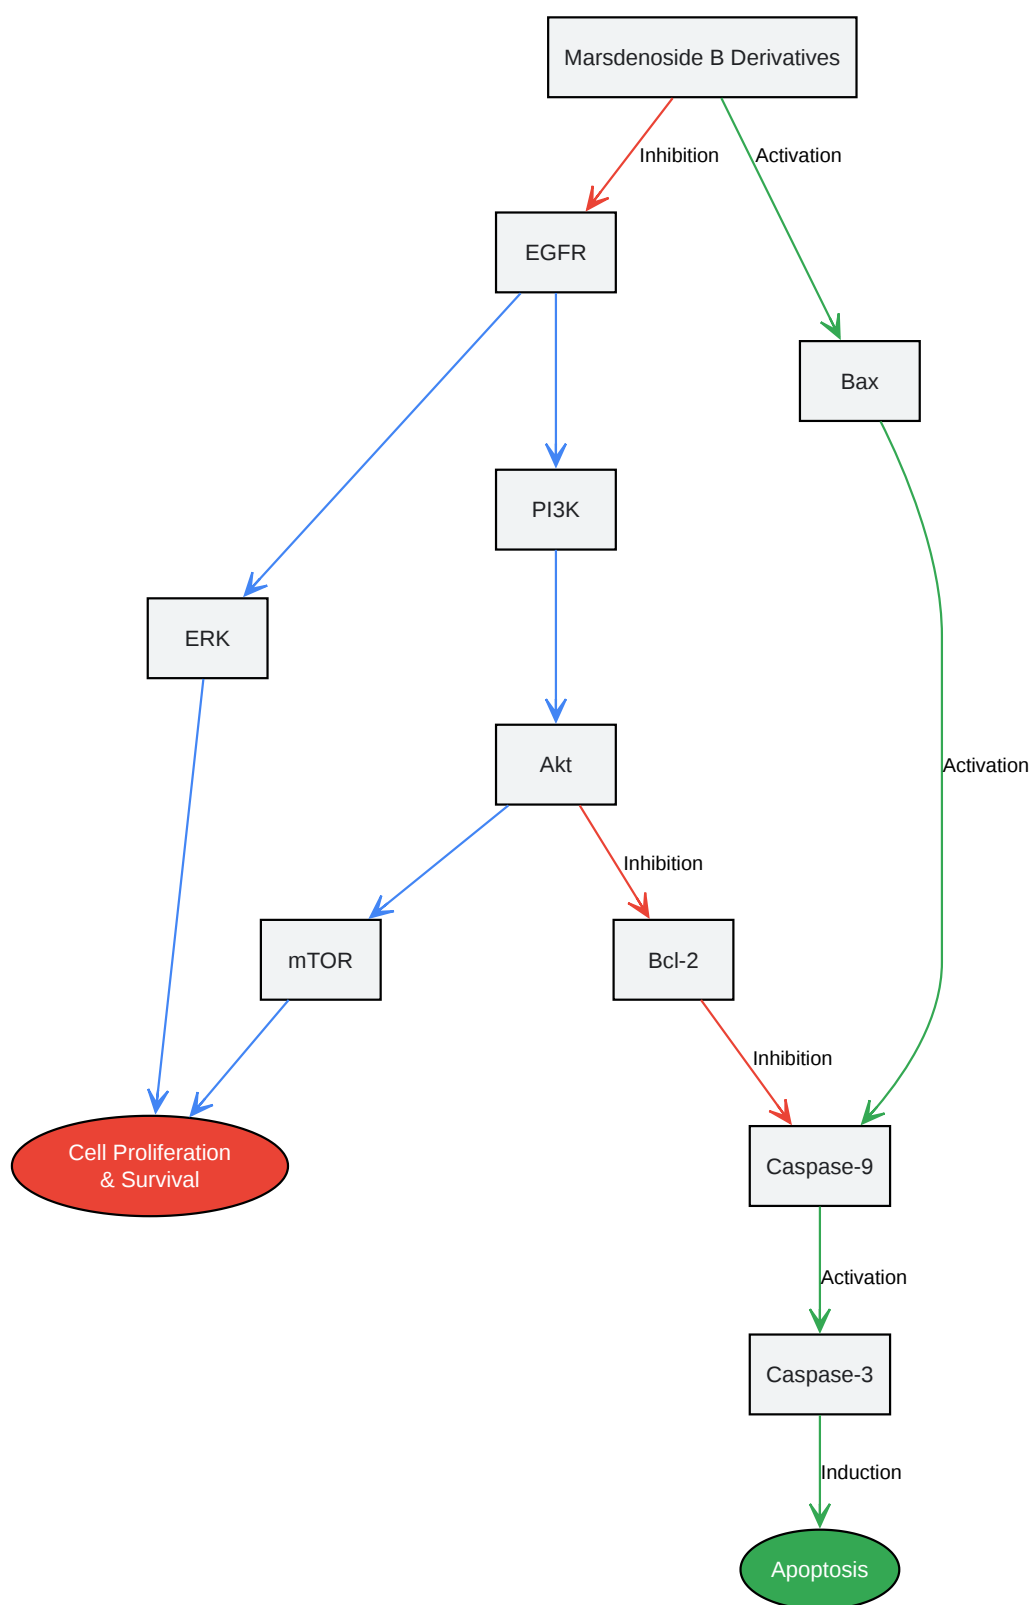 Marsdenoside B Derivatives
Inhibition
Activation
EGFR
Bax
PI3K
ERK
Akt
Activation
Inhibition
mTOR
Bcl-2
Inhibition
Cell Proliferation
& Survival
Caspase-9
Activation
Caspase-3
Induction
Apoptosis